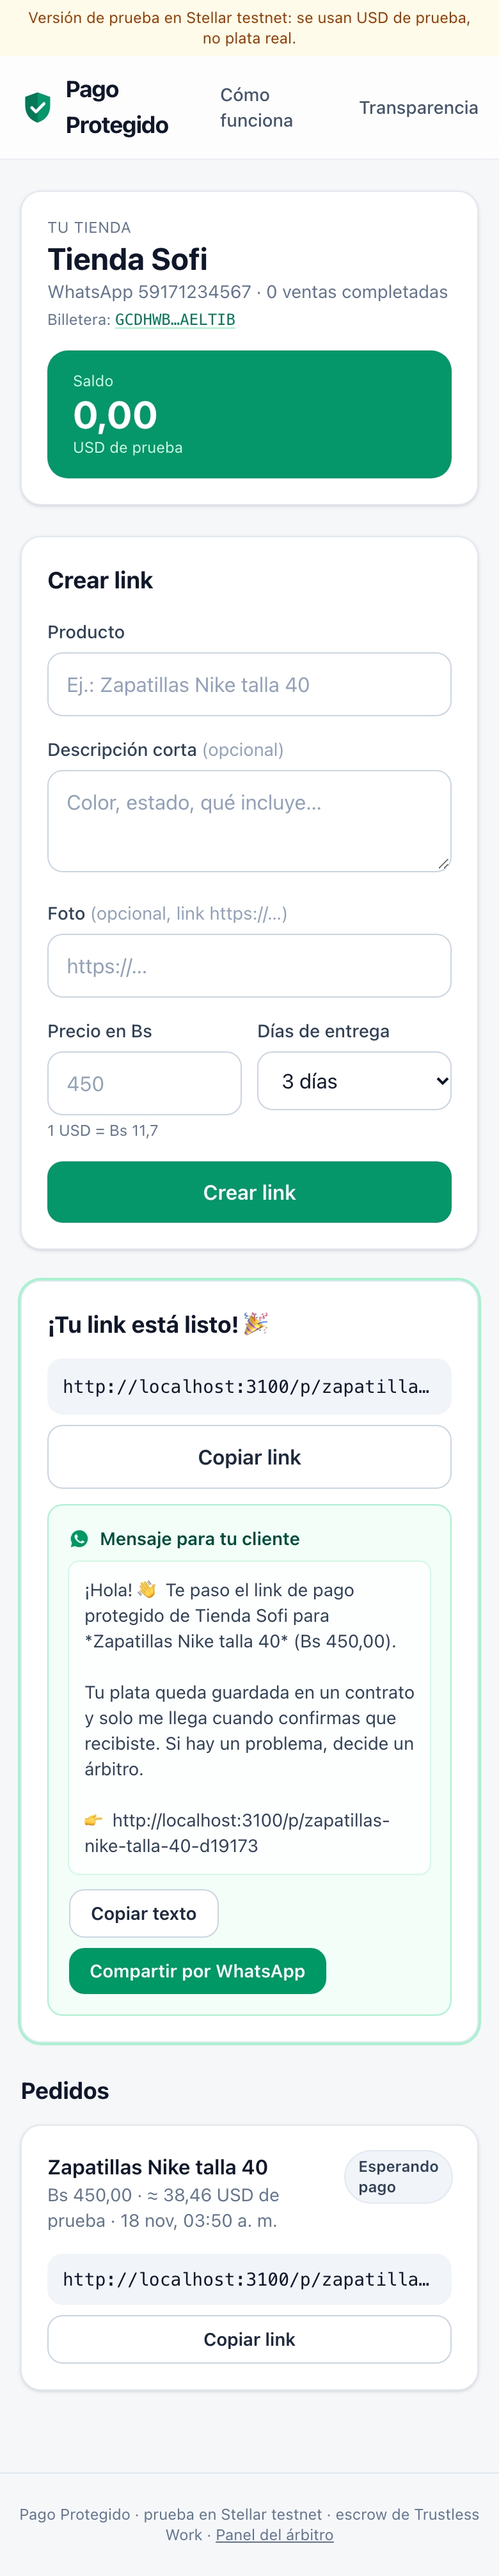 Versión de prueba en Stellar testnet: se usan USD de prueba,
no plata real.
Pago
Protegido
Cómo
funciona
Transparencia
TU TIENDA
Tienda Sofi
WhatsApp 59171234567 · 0 ventas completadas
Billetera: GCDHWB…AELTIB
Saldo
0,00
USD de prueba
Crear link
Producto
Ej.: Zapatillas Nike talla 40
Descripción corta (opcional)
Color, estado, qué incluye...
Foto (opcional, link https://...)
https://...
Precio en Bs
Días de entrega
450
3 días
1 USD = Bs 11,7
Crear link
¡Tu link está listo! 🎉
http://localhost:3100/p/zapatilla…
Copiar link
Mensaje para tu cliente
¡Hola! 👋 Te paso el link de pago
protegido de Tienda Sofi para
*Zapatillas Nike talla 40* (Bs 450,00).
Tu plata queda guardada en un contrato
y solo me llega cuando confirmas que
recibiste. Si hay un problema, decide un
árbitro.
👉 http://localhost:3100/p/zapatillas-
nike-talla-40-d19173
Copiar texto
Compartir por WhatsApp
Pedidos
Zapatillas Nike talla 40
Esperando
pago
Bs 450,00 · ≈ 38,46 USD de
prueba · 18 nov, 03:50 a. m.
http://localhost:3100/p/zapatilla…
Copiar link
Pago Protegido · prueba en Stellar testnet · escrow de Trustless
Work · Panel del árbitro